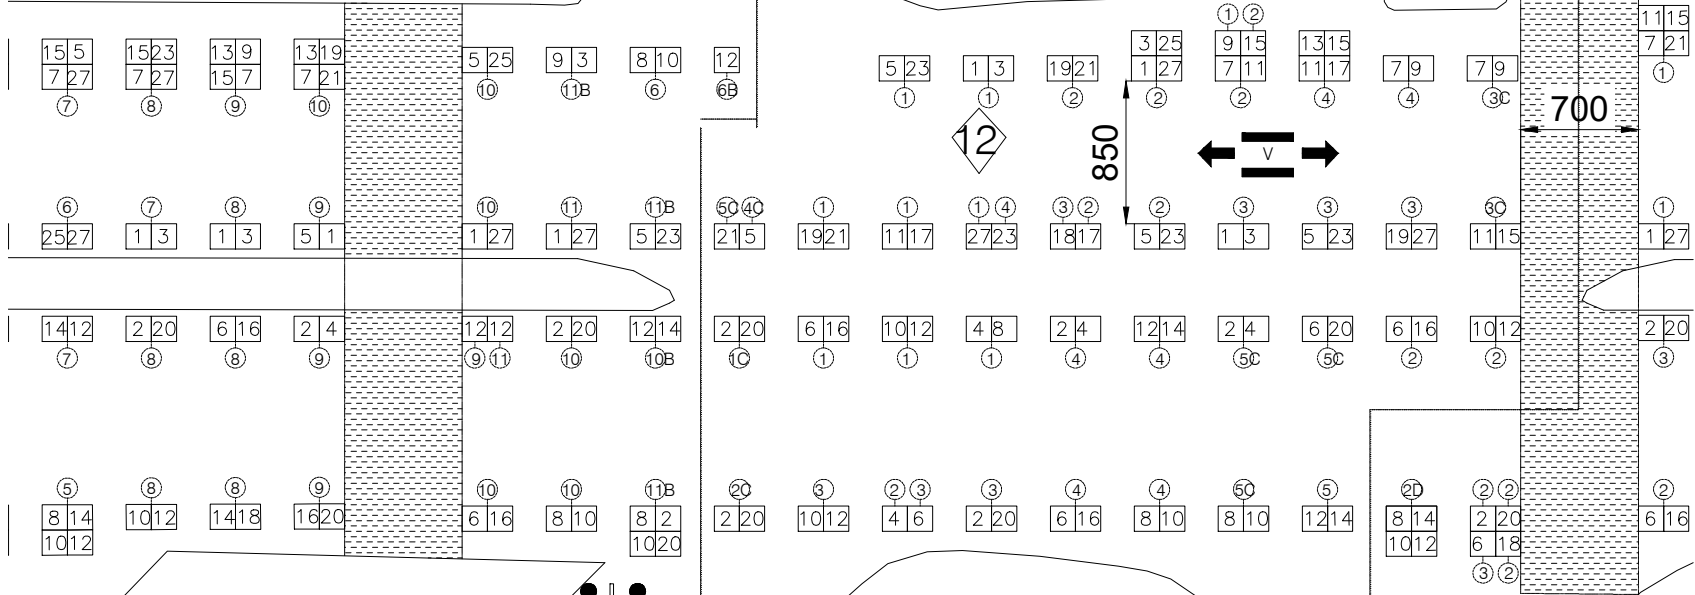 11 15
① ②
3 25 9 15 13 15 7 21
15 5 15 23 13 9 13 19
5 25 9 3 8 10 12 5 23 1 3 19 21 1 27 7 11 11 17 7 9 7 9
①
7 27 7 27 15 7 7 21
⑩ 11B ⑥ 6B ① ① ② ② ② ④ ④ 3C
⑦ ⑧ ⑨ ⑩
700
12
850
V
⑥ ⑦ ⑧ ⑨ ⑩ ⑪ 11B 5C 4C ① ① ① ④ ③ ② ② ③ ③ ③ 3C ①
25 27 1 3 1 3 5 1 1 27 1 27 5 23 21 5 19 21 11 17 27 23 18 17 5 23 1 3 5 23 19 27 11 15 1 27
14 12 2 20 6 16 2 4 12 12 2 20 12 14 2 20 6 16 10 12 4 8 2 4 12 14 2 4 6 20 6 16 10 12 2 20
⑦ ⑧ ⑧ ⑨ ⑨ ⑪ ⑩ 10B 1C ① ① ① ④ ④ 5C 5C ② ② ③
⑤ ⑧ ⑧ ⑨ ⑩ ⑩ 11B 2C ③ ② ③ ③ ④ ④ 5C ⑤ 2D ② ② ②
8 14 10 12 14 18 16 20 6 16 8 10 8 2 2 20 10 12 4 6 2 20 6 16 8 10 8 10 12 14 8 14 2 20 6 16
10 12 10 20 10 12 6 18
③ ②